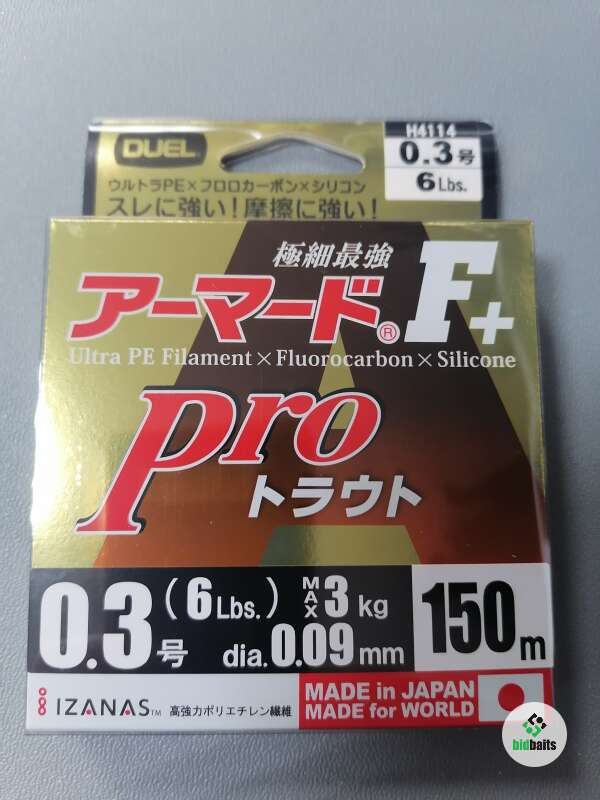 DUEL
H4114
0.3号
6Lbs.
ウルトラPE×フロロカーボン×シリコン
スレに強い!摩擦に強い!
極細最強
アーマード® F+
Ultra PE Filament×Fluorocarbon×Silicone
Pro
トラウト
0.3号 (6Lbs.) MAX 3kg
dia. 0.09mm
150m
IZANAS™ 高強力ポリエチレン繊維
MADE in JAPAN
MADE for WORLD
bidbaits